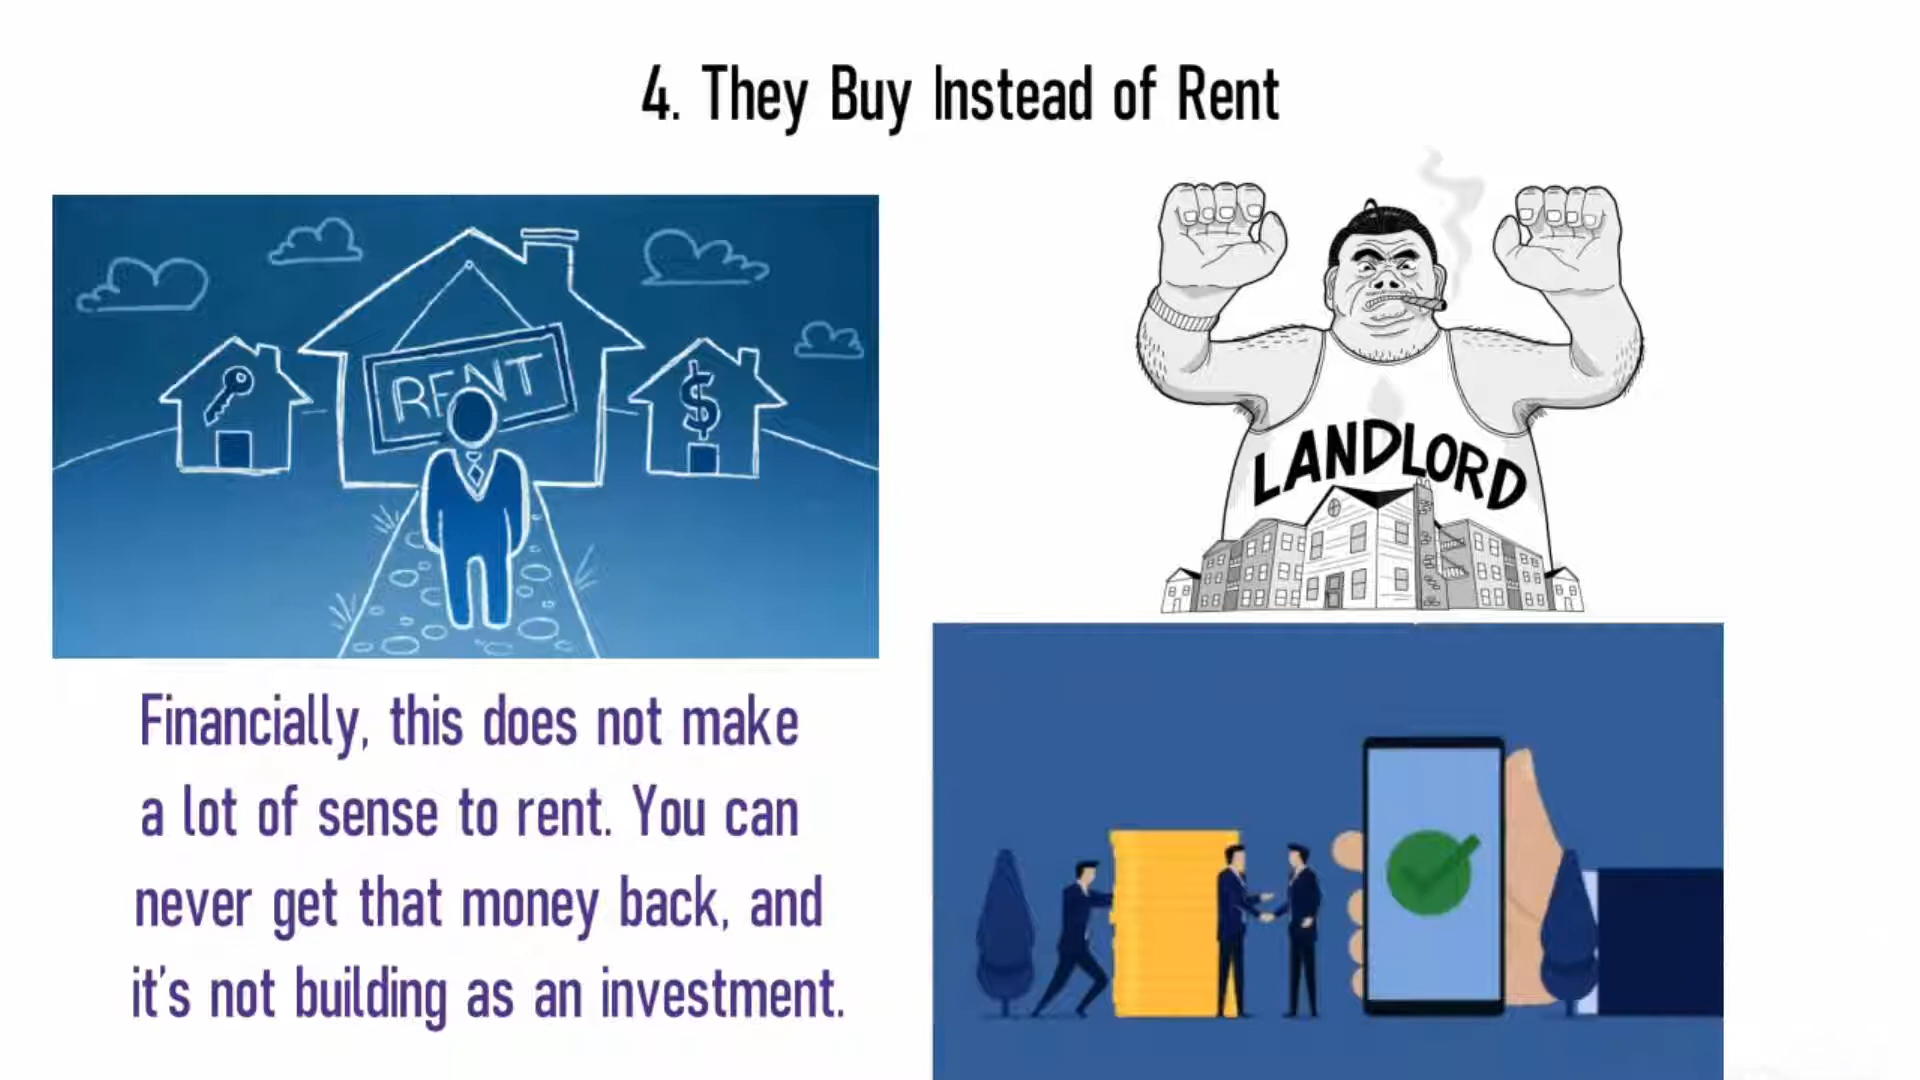 4. They Buy Instead of Rent
RENT
$
LANDLORD
Financially, this does not make
a lot of sense to rent. You can
never get that money back, and
it's not building as an investment.